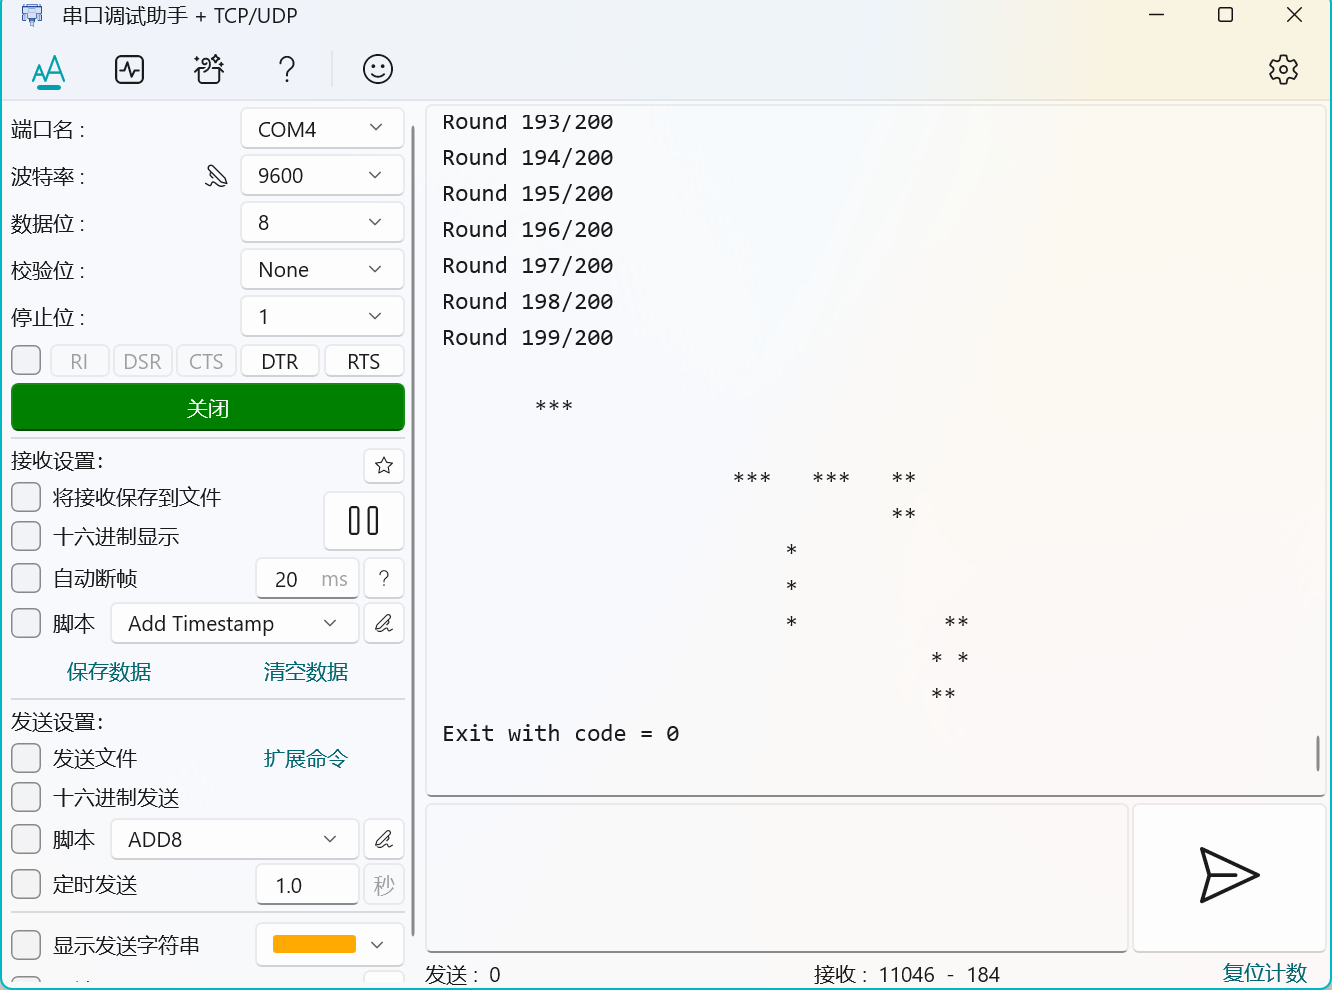 串口调试助手 + TCP/UDP
端口名 :
COM4
波特率 :
9600
数据位 :
8
校验位 :
None
停止位 :
1
RI
DSR
CTS
DTR
RTS
关闭
接收设置:
将接收保存到文件
十六进制显示
自动断帧
20 ms
?
脚本
Add Timestamp
保存数据
清空数据
发送设置:
发送文件
扩展命令
十六进制发送
脚本
ADD8
定时发送
1.0
秒
显示发送字符串
Round 193/200
Round 194/200
Round 195/200
Round 196/200
Round 197/200
Round 198/200
Round 199/200
***
*** *** **
**
*
*
* **
* *
**
Exit with code = 0
发送 : 0
接收 : 11046 - 184
复位计数